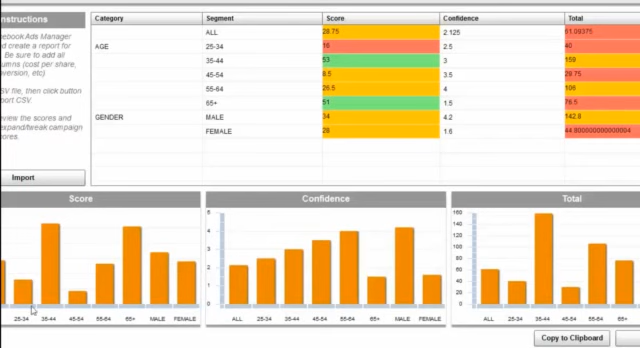 nstructions
ebook Ads Manager
nd create a report for
Be sure to add all
umns (cost per share,
version, etc)
SV file, then click button
port CSV.
view the scores and
expand/tweak campaign
ores.
Import
Category Segment Score Confidence Total
ALL 28.75 2.125 61.09375
AGE 25-34 16 2.5 40
35-44 53 3 159
45-54 8.5 3.5 29.75
55-64 26.5 4 106
65+ 51 1.5 76.5
GENDER MALE 34 4.2 142.8
FEMALE 28 1.6 44.800000000000004
Score
25-34 35-44 45-54 55-64 65+ MALE FEMALE
Confidence
5
4
3
2
1
0
ALL 25-34 35-44 45-54 55-64 65+ MALE FEMALE
Total
160
140
120
100
80
60
40
20
0
ALL 25-34 35-44 45-54 55-64 65+
Copy to Clipboard